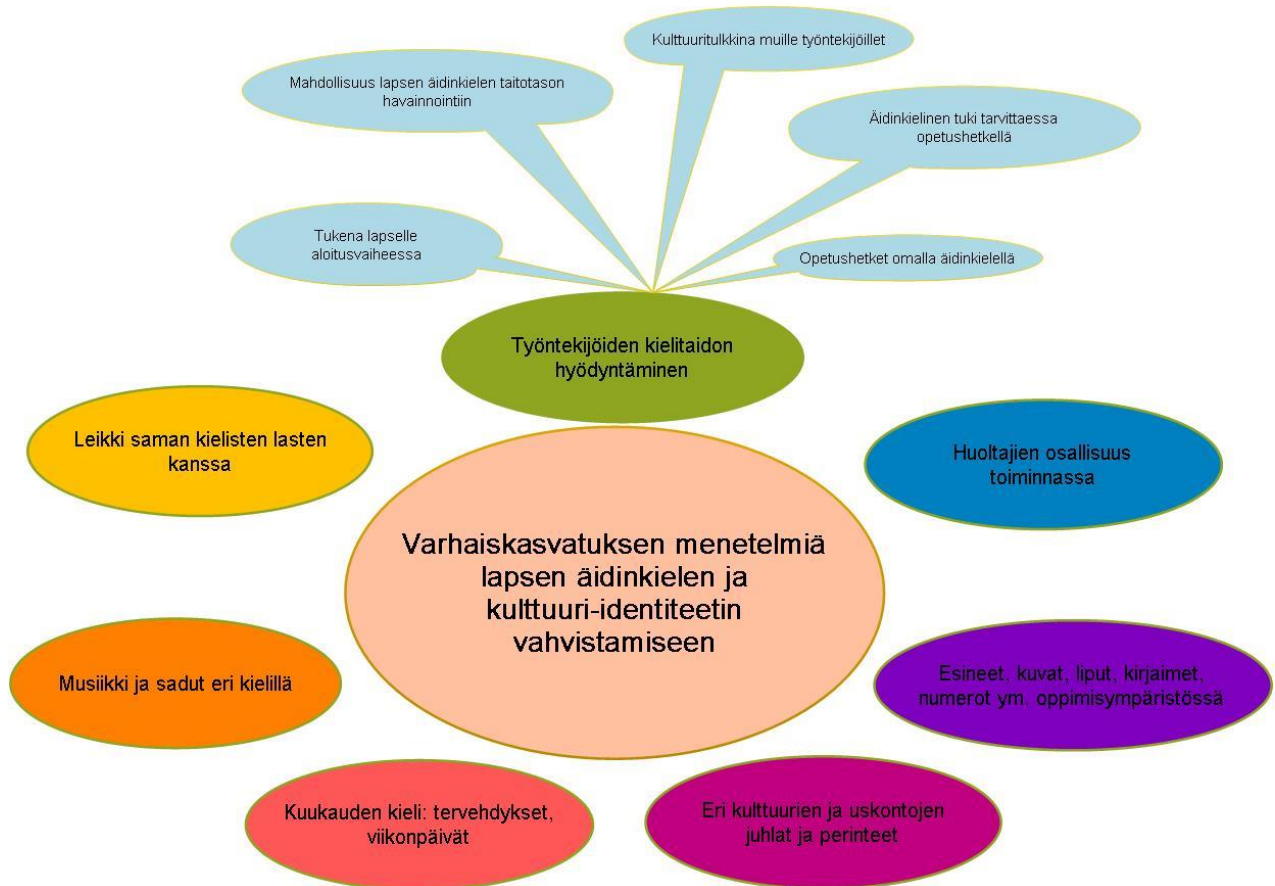 Kulttuuritulkkina muille työntekijöillet
Mahdollisuus lapsen äidinkielen taitotason
havainnointiin
Äidinkielinen tuki tarvittaessa
opetushetkellä
Tukena lapselle
aloitusvaiheessa
Opetushetket omalla äidinkielellä
Työntekijöiden kielitaidon
hyödyntäminen
Leikki saman kielisten lasten
kanssa
Huoltajien osallisuus
toiminnassa
Varhaiskasvatuksen menetelmiä
lapsen äidinkielen ja
kulttuuri-identiteetin
vahvistamiseen
Musiikki ja sadut eri kielillä
Esineet, kuvat, liput, kirjaimet,
numerot ym. oppimisympäristössä
Kuukauden kieli: tervehdykset,
viikonpäivät
Eri kulttuurien ja uskontojen
juhlat ja perinteet